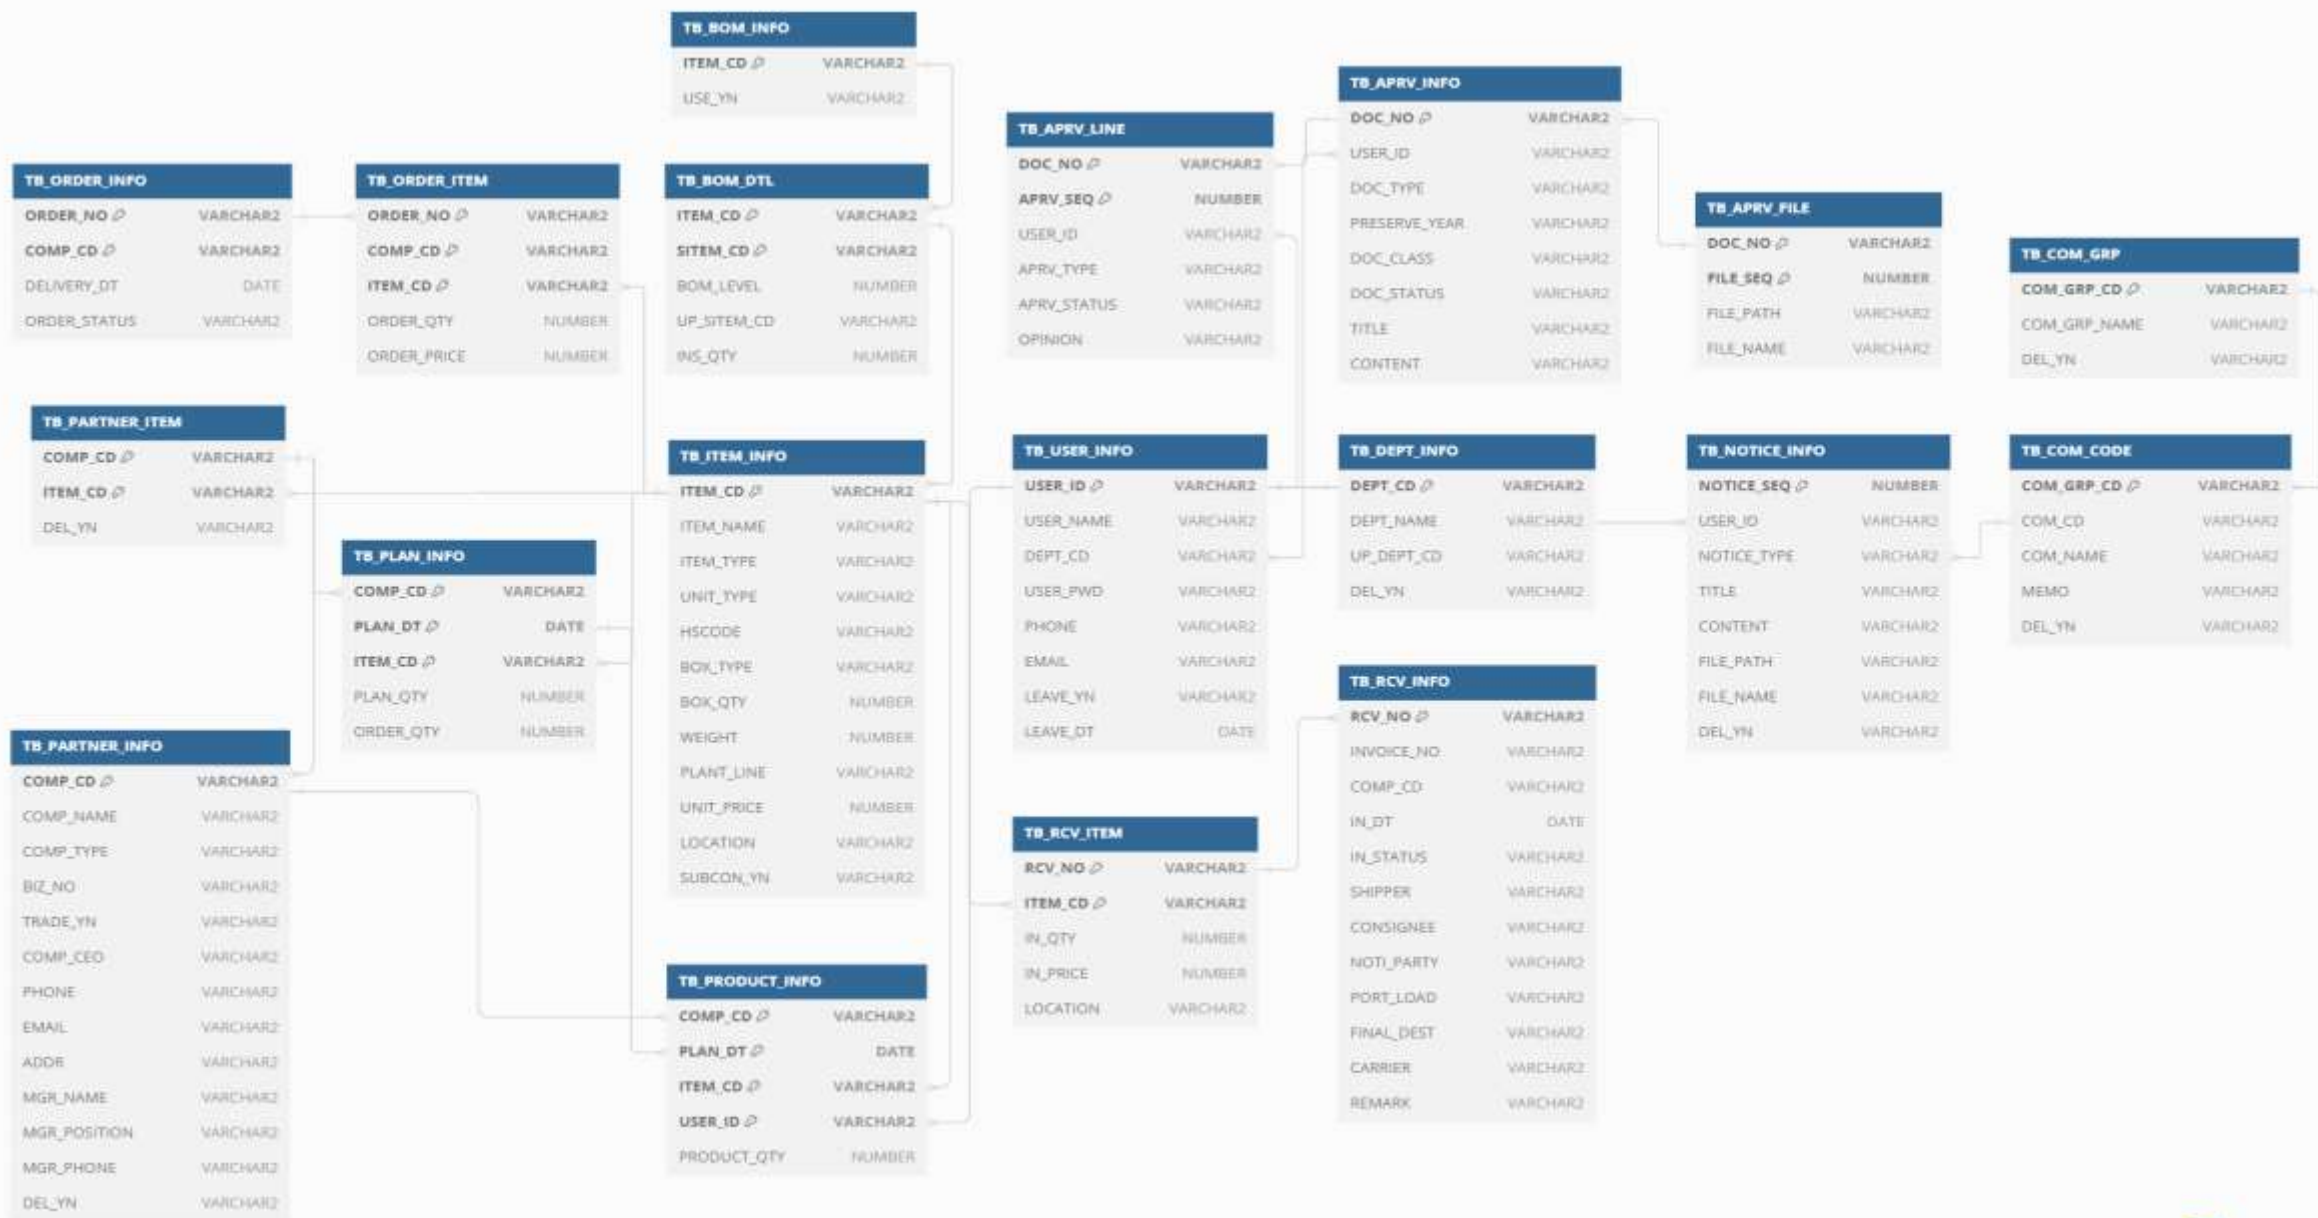 TB_BOM_INFO
ITEM_CD VARCHAR2
USE_YN VARCHAR2
TB_APRV_INFO
DOC_NO VARCHAR2
USER_ID VARCHAR2
DOC_TYPE VARCHAR2
PRESERVE_YEAR VARCHAR2
DOC_CLASS VARCHAR2
DOC_STATUS VARCHAR2
TITLE VARCHAR2
CONTENT VARCHAR2
TB_APRV_LINE
DOC_NO VARCHAR2
APRV_SEQ NUMBER
USER_ID VARCHAR2
APRV_TYPE VARCHAR2
APRV_STATUS VARCHAR2
OPINION VARCHAR2
TB_ORDER_INFO
ORDER_NO VARCHAR2
COMP_CD VARCHAR2
DELIVERY_DT DATE
ORDER_STATUS VARCHAR2
TB_ORDER_ITEM
ORDER_NO VARCHAR2
COMP_CD VARCHAR2
ITEM_CD VARCHAR2
ORDER_QTY NUMBER
ORDER_PRICE NUMBER
TB_BOM_DTL
ITEM_CD VARCHAR2
SITEM_CD VARCHAR2
BOM_LEVEL NUMBER
UP_SITEM_CD VARCHAR2
INS_QTY NUMBER
TB_APRV_FILE
DOC_NO VARCHAR2
FILE_SEQ NUMBER
FILE_PATH VARCHAR2
FILE_NAME VARCHAR2
TB_COM_GRP
COM_GRP_CD VARCHAR2
COM_GRP_NAME VARCHAR2
DEL_YN VARCHAR2
TB_PARTNER_ITEM
COMP_CD VARCHAR2
ITEM_CD VARCHAR2
DEL_YN VARCHAR2
TB_ITEM_INFO
ITEM_CD VARCHAR2
ITEM_NAME VARCHAR2
ITEM_TYPE VARCHAR2
UNIT_TYPE VARCHAR2
HSCODE VARCHAR2
BOX_TYPE VARCHAR2
BOX_QTY NUMBER
WEIGHT NUMBER
PLANT_LINE VARCHAR2
UNIT_PRICE NUMBER
LOCATION VARCHAR2
SUBCON_YN VARCHAR2
TB_USER_INFO
USER_ID VARCHAR2
USER_NAME VARCHAR2
DEPT_CD VARCHAR2
USER_PWD VARCHAR2
PHONE VARCHAR2
EMAIL VARCHAR2
LEAVE_YN VARCHAR2
LEAVE_DT DATE
TB_DEPT_INFO
DEPT_CD VARCHAR2
DEPT_NAME VARCHAR2
UP_DEPT_CD VARCHAR2
DEL_YN VARCHAR2
TB_NOTICE_INFO
NOTICE_SEQ NUMBER
USER_ID VARCHAR2
NOTICE_TYPE VARCHAR2
TITLE VARCHAR2
CONTENT VARCHAR2
FILE_PATH VARCHAR2
FILE_NAME VARCHAR2
DEL_YN VARCHAR2
TB_COM_CODE
COM_GRP_CD VARCHAR2
COM_CD VARCHAR2
COM_NAME VARCHAR2
MEMO VARCHAR2
DEL_YN VARCHAR2
TB_PLAN_INFO
COMP_CD VARCHAR2
PLAN_DT DATE
ITEM_CD VARCHAR2
PLAN_QTY NUMBER
ORDER_QTY NUMBER
TB_RCV_INFO
RCV_NO VARCHAR2
INVOICE_NO VARCHAR2
COMP_CD VARCHAR2
IN_DT DATE
IN_STATUS VARCHAR2
SHIPPER VARCHAR2
CONSIGNEE VARCHAR2
NOTI_PARTY VARCHAR2
PORT_LOAD VARCHAR2
FINAL_DEST VARCHAR2
CARRIER VARCHAR2
REMARK VARCHAR2
TB_PARTNER_INFO
COMP_CD VARCHAR2
COMP_NAME VARCHAR2
COMP_TYPE VARCHAR2
BIZ_NO VARCHAR2
TRADE_YN VARCHAR2
COMP_CEO VARCHAR2
PHONE VARCHAR2
EMAIL VARCHAR2
ADDR VARCHAR2
MGR_NAME VARCHAR2
MGR_POSITION VARCHAR2
MGR_PHONE VARCHAR2
DEL_YN VARCHAR2
TB_RCV_ITEM
RCV_NO VARCHAR2
ITEM_CD VARCHAR2
IN_QTY NUMBER
IN_PRICE NUMBER
LOCATION VARCHAR2
TB_PRODUCT_INFO
COMP_CD VARCHAR2
PLAN_DT DATE
ITEM_CD VARCHAR2
USER_ID VARCHAR2
PRODUCT_QTY NUMBER